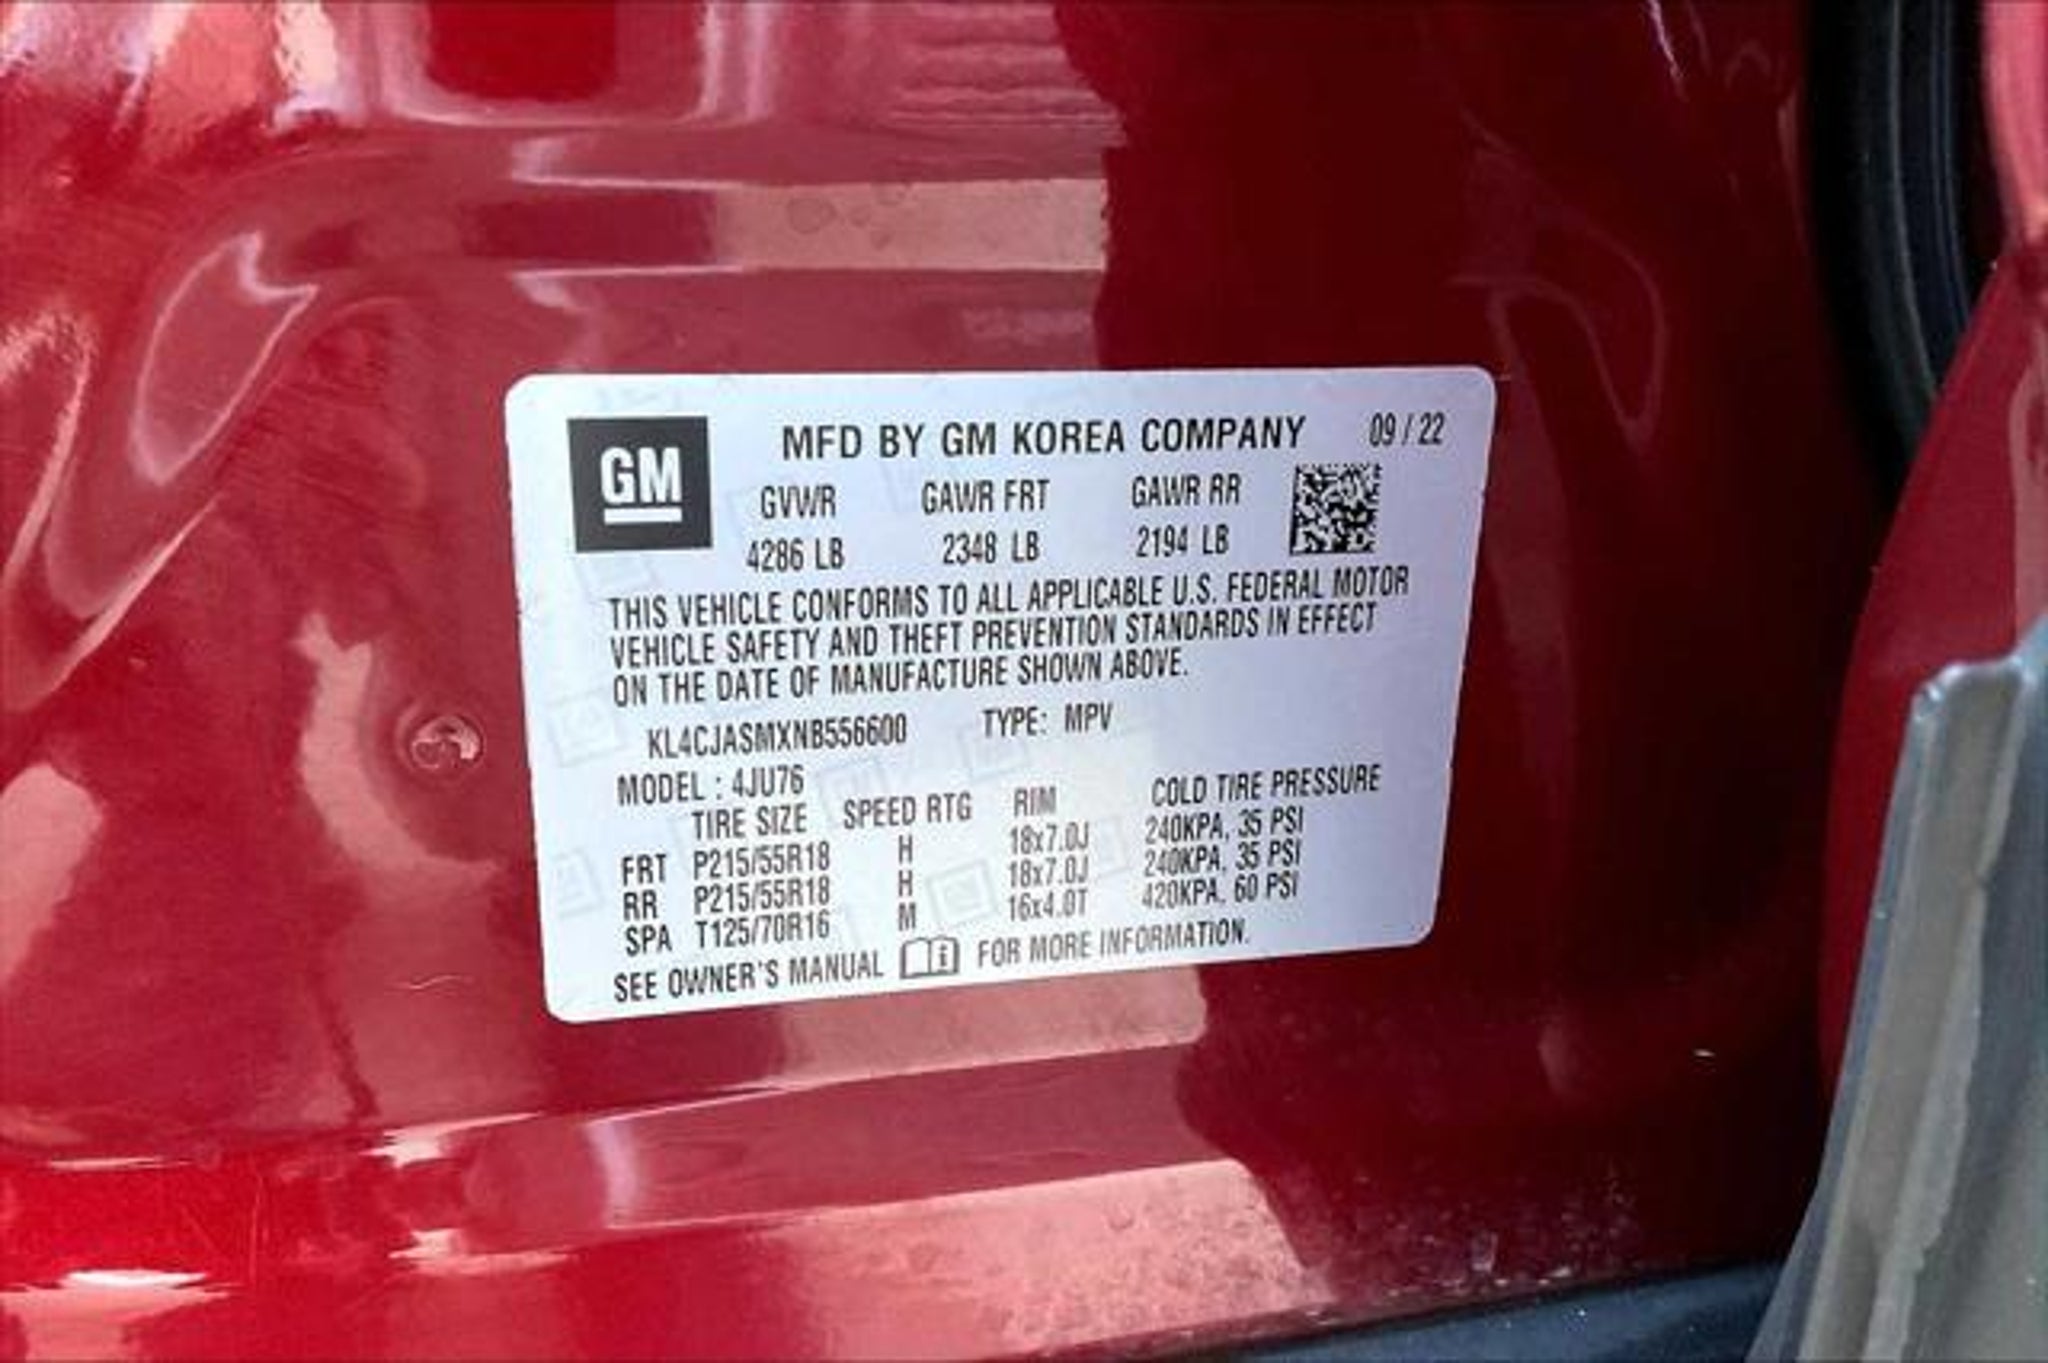 GM
MFD BY GM KOREA COMPANY 09 / 22
GVWR GAWR FRT GAWR RR
4286 LB 2348 LB 2194 LB
THIS VEHICLE CONFORMS TO ALL APPLICABLE U.S. FEDERAL MOTOR
VEHICLE SAFETY AND THEFT PREVENTION STANDARDS IN EFFECT
ON THE DATE OF MANUFACTURE SHOWN ABOVE.
KL4CJASMXNB556600 TYPE: MPV
MODEL : 4JU76
TIRE SIZE SPEED RTG RIM COLD TIRE PRESSURE
FRT P215/55R18 H 18x7.0J 240KPA, 35 PSI
RR P215/55R18 H 18x7.0J 240KPA, 35 PSI
SPA T125/70R16 M 16x4.0T 420KPA, 60 PSI
SEE OWNER'S MANUAL FOR MORE INFORMATION.